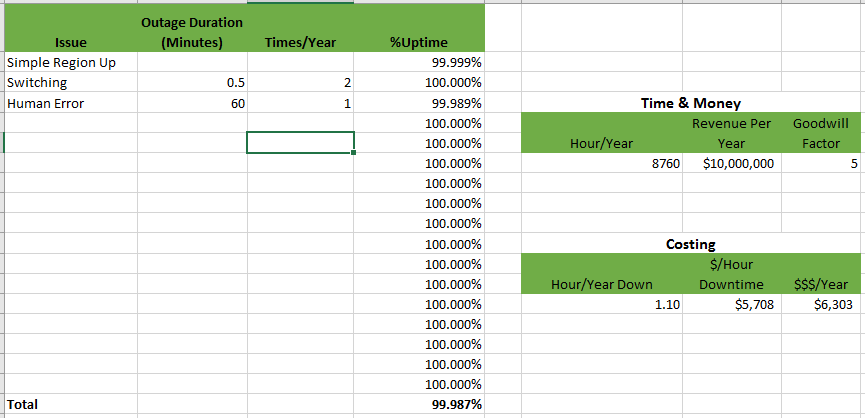 Outage Duration
Issue (Minutes) Times/Year %Uptime
Simple Region Up 99.999%
Switching 0.5 2 100.000%
Human Error 60 1 99.989% Time & Money
100.000% Revenue Per Goodwill
100.000% Hour/Year Year Factor
100.000% 8760 $10,000,000 5
100.000%
100.000%
100.000%
100.000% Costing
100.000% $/Hour
100.000% Hour/Year Down Downtime $$$/Year
100.000% 1.10 $5,708 $6,303
100.000%
100.000%
100.000%
100.000%
Total 99.987%